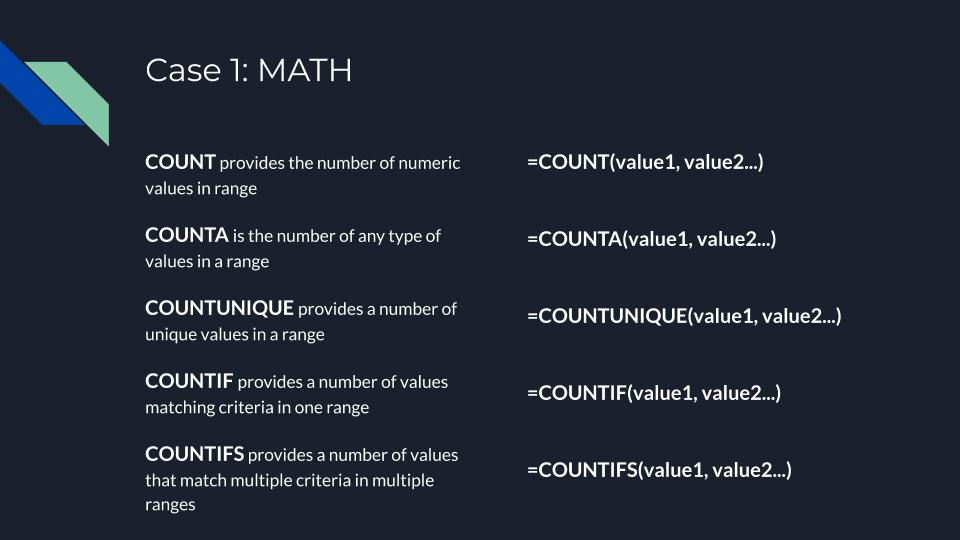 Case 1: MATH
COUNT provides the number of numeric
values in range
COUNTA is the number of any type of
values in a range
COUNTUNIQUE provides a number of
unique values in a range
COUNTIF provides a number of values
matching criteria in one range
COUNTIFS provides a number of values
that match multiple criteria in multiple
ranges
=COUNT(value1, value2...)
=COUNTA(value1, value2...)
=COUNTUNIQUE(value1, value2...)
=COUNTIF(value1, value2...)
=COUNTIFS(value1, value2...)